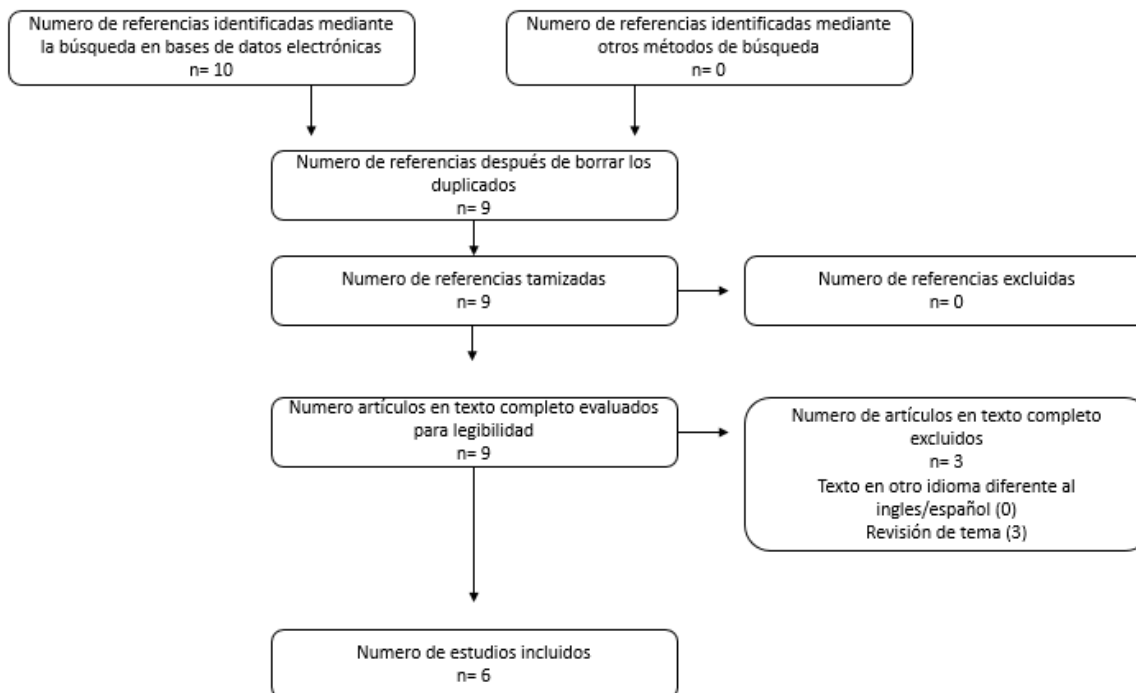 Numero de referencias identificadas mediante
la búsqueda en bases de datos electrónicas
n= 10
Numero de referencias identificadas mediante
otros métodos de búsqueda
n= 0
Numero de referencias después de borrar los
duplicados
n= 9
Numero de referencias tamizadas
n= 9
Numero de referencias excluidas
n= 0
Numero artículos en texto completo evaluados
para legibilidad
n= 9
Numero de artículos en texto completo
excluidos
n= 3
Texto en otro idioma diferente al
ingles/español (0)
Revisión de tema (3)
Numero de estudios incluidos
n= 6